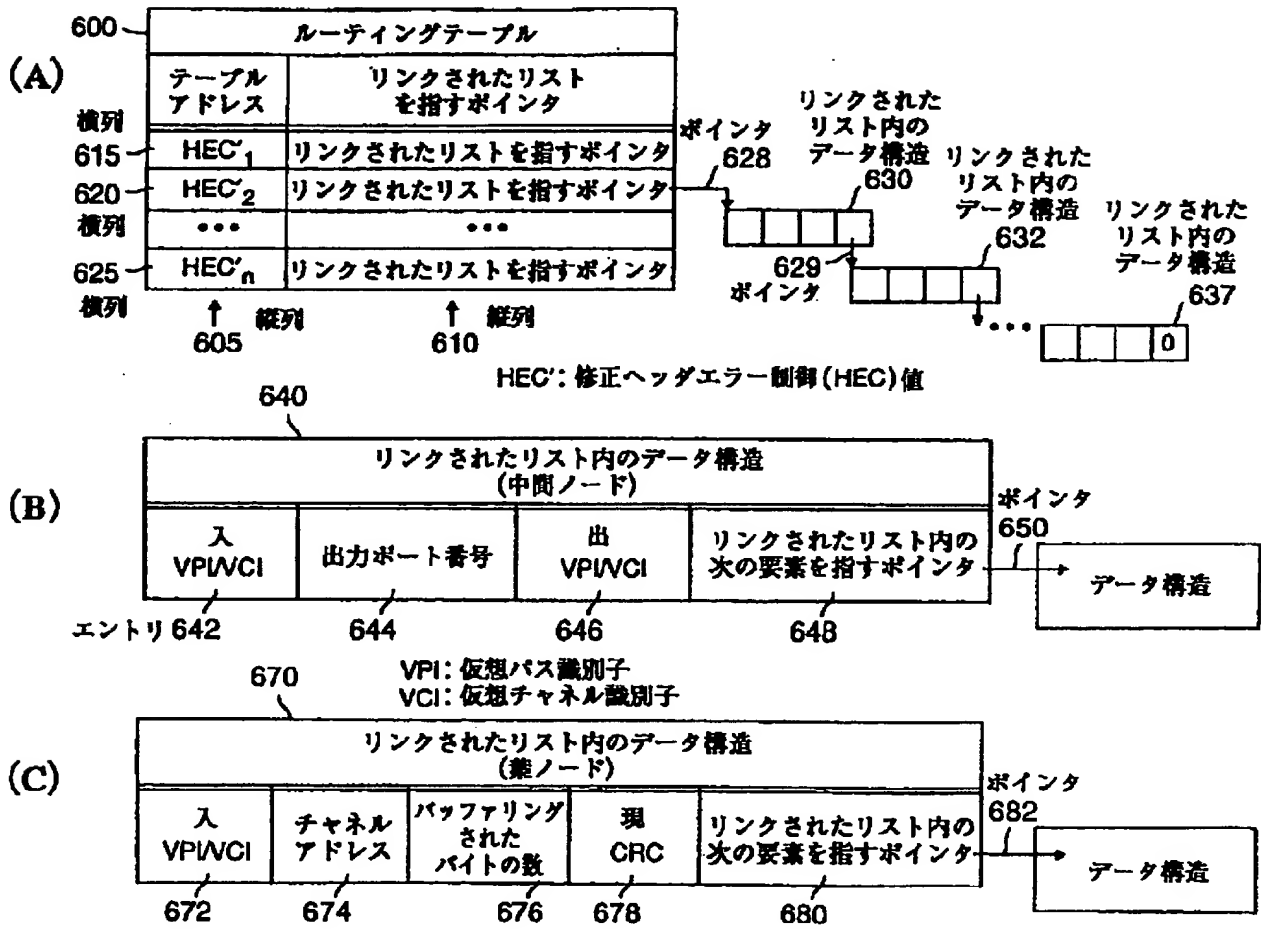 600
ルーティングテーブル
(A)
テーブル
アドレス
リンクされたリスト
を指すポインタ
横列
615
HEC'1
リンクされたリストを指すポインタ
620
HEC'2
リンクされたリストを指すポインタ
横列
•••
•••
625
HEC'n
リンクされたリストを指すポインタ
横列
縦列
605
縦列
610
ポインタ
628
リンクされた
リスト内の
データ構造
630
629
ポインタ
リンクされた
リスト内の
データ構造
632
•••
リンクされた
リスト内の
データ構造
637
0
HEC': 修正ヘッダエラー制御(HEC)値
640
(B)
リンクされたリスト内のデータ構造
(中間ノード)
入
VPI/VCI
出力ポート番号
出
VPI/VCI
リンクされたリスト内の
次の要素を指すポインタ
ポインタ
650
データ構造
エントリ 642
644
646
648
VPI: 仮想パス識別子
VCI: 仮想チャネル識別子
670
(C)
リンクされたリスト内のデータ構造
ノード)
入
VPI/VCI
チャネル
アドレス
バッファリング
された
バイトの数
現
CRC
リンクされたリスト内の
次の要素を指すポインタ
ポインタ
682
データ構造
672
674
676
678
680